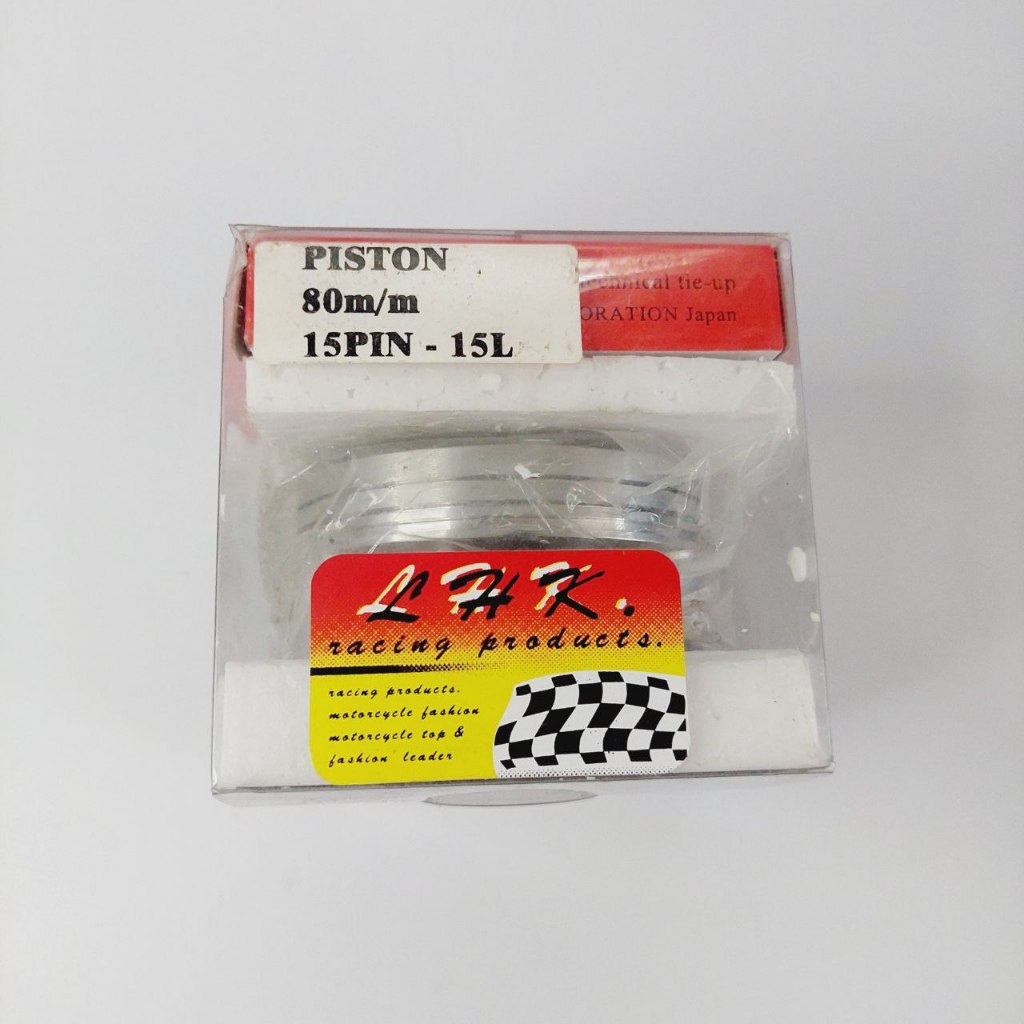 PISTON
80m/m
15PIN - 15L
technical tie-up
ORATION Japan
LHK.
racing products.
racing products.
motorcycle fashion
motorcycle top &
fashion leader